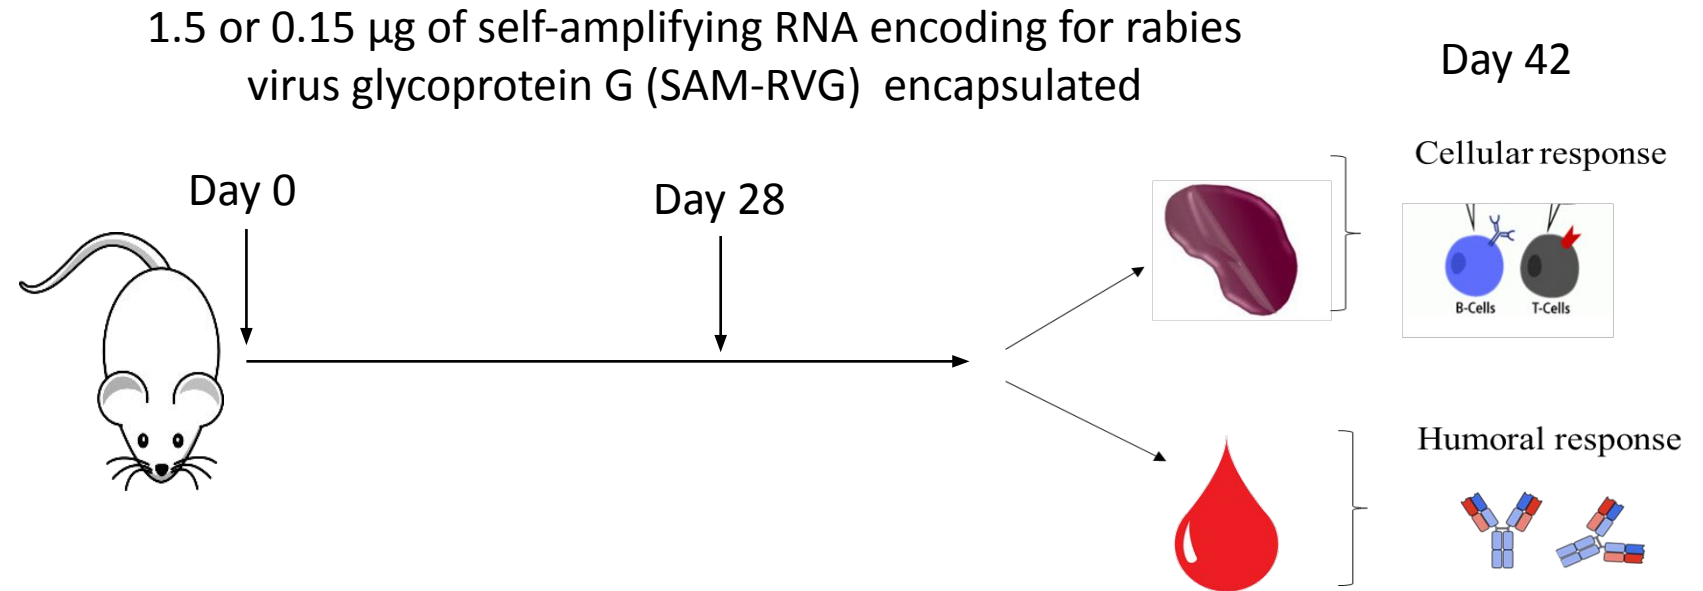 1.5 or 0.15 µg of self-amplifying RNA encoding for rabies
virus glycoprotein G (SAM-RVG) encapsulated
Day 42
Day 0
Day 28
Cellular response
B-Cells T-Cells
Humoral response